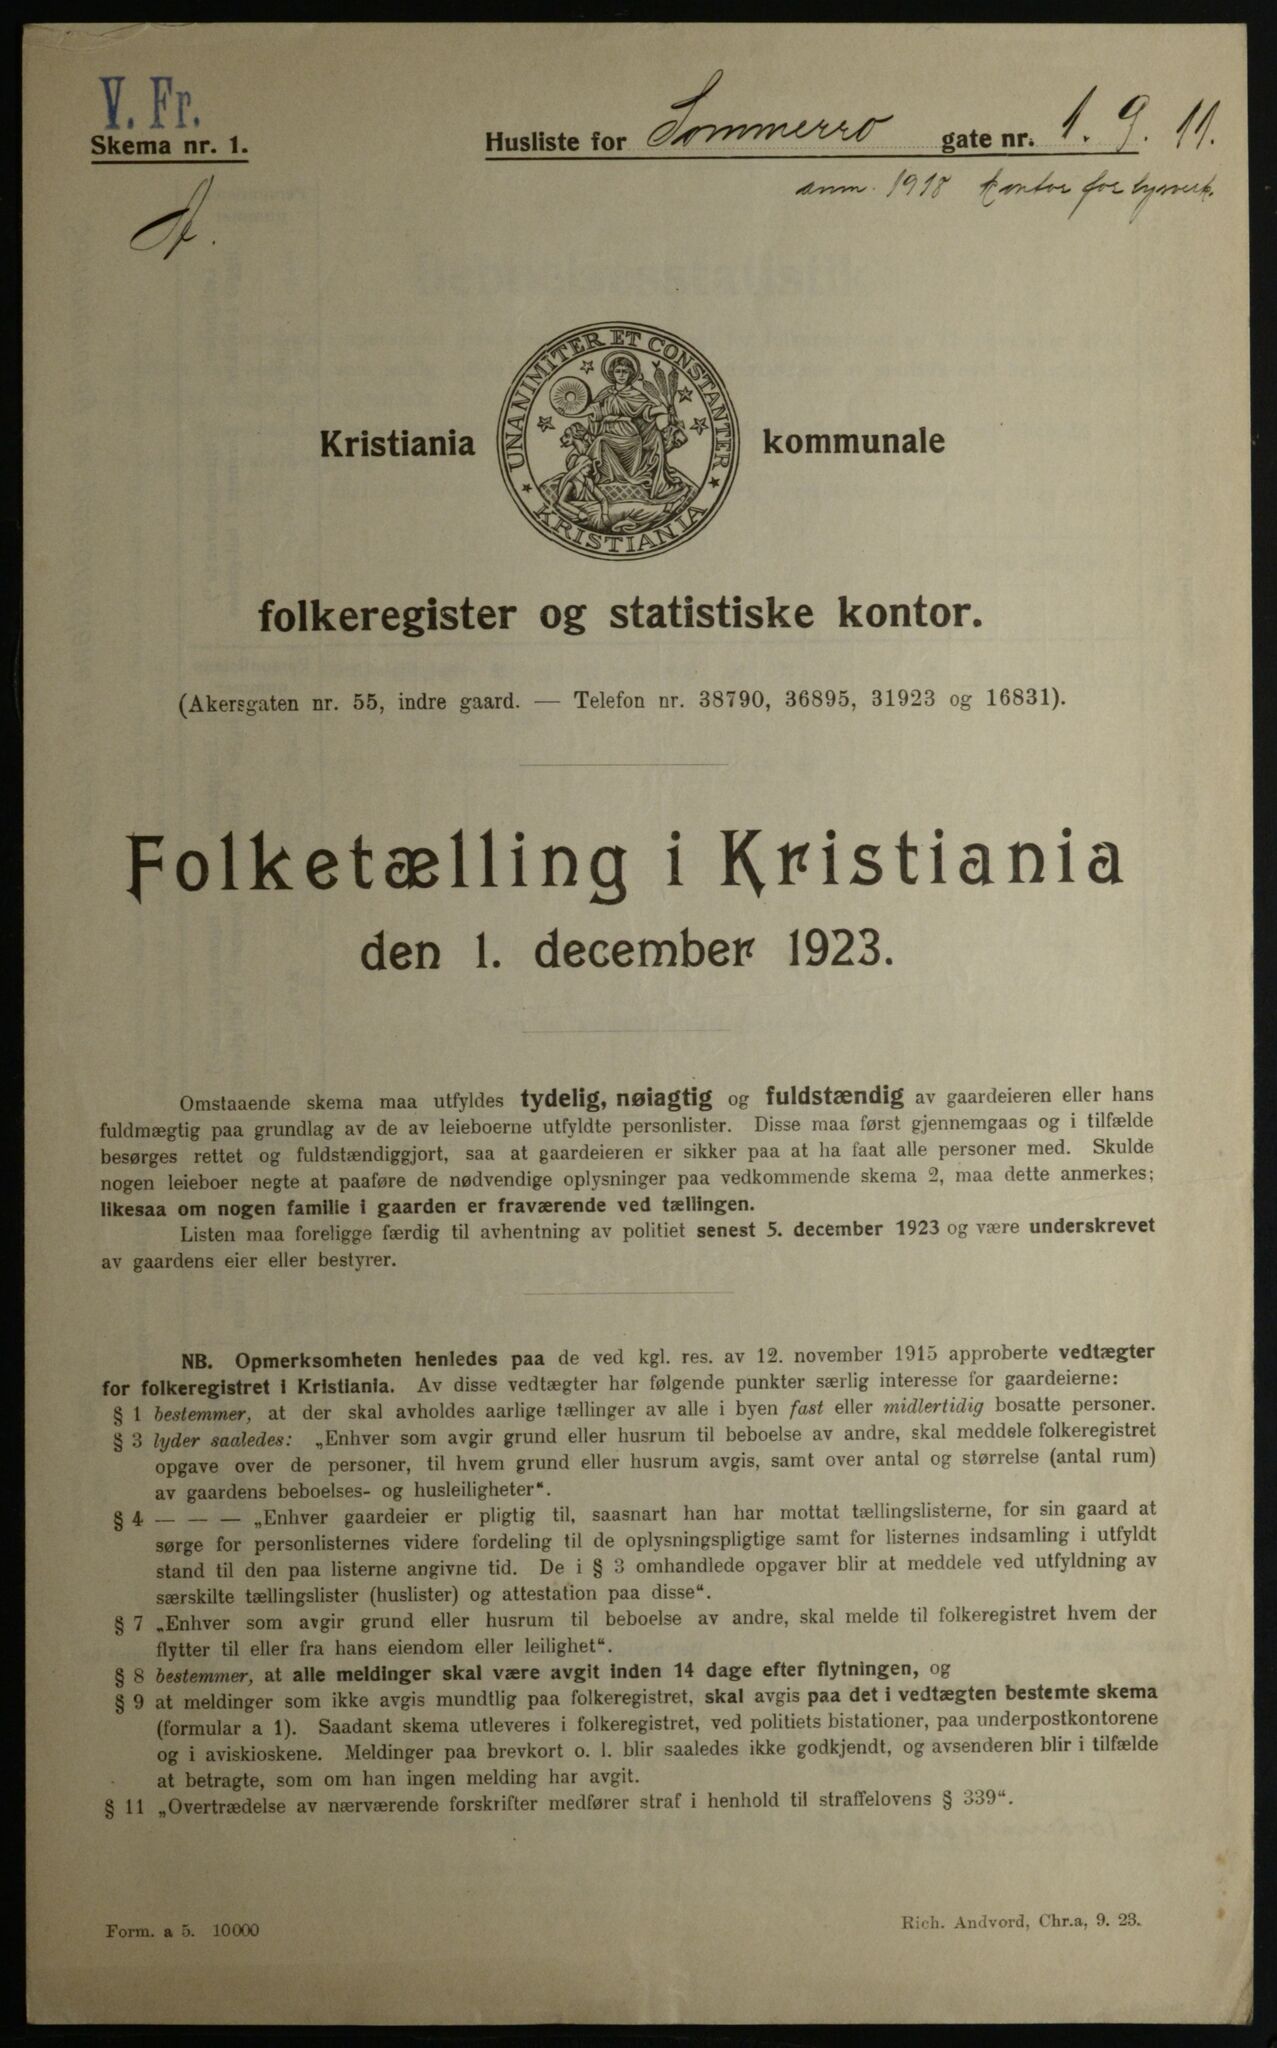 V. Fr.
Skema nr. 1.
Husliste for Sommerro gate nr. 1. 9. 11.
1918 kontor for lysverk.
UNANIMITER ET CONSTANTER
KRISTIANIA
Kristiania kommunale
folkeregister og statistiske kontor.
(Akersgaten nr. 55, indre gaard. — Telefon nr. 38790, 36895, 31923 og 16831).
Folketælling i Kristiania
den 1. december 1923.
Omstaaende skema maa utfyldes tydelig, nøiagtig og fuldstændig av gaardeieren eller hans
fuldmægtig paa grundlag av de av leieboerne utfyldte personlister. Disse maa først gjennemgaas og i tilfælde
besørges rettet og fuldstændiggjort, saa at gaardeieren er sikker paa at ha faat alle personer med. Skulde
nogen leieboer negte at paaføre de nødvendige oplysninger paa vedkommende skema 2, maa dette anmerkes;
likesaa om nogen familie i gaarden er fraværende ved tællingen.
Listen maa foreligge færdig til avhentning av politiet senest 5. december 1923 og være underskrevet
av gaardens eier eller bestyrer.
NB. Opmerksomheten henledes paa de ved kgl. res. av 12. november 1915 approberte vedtægter
for folkeregistret i Kristiania. Av disse vedtægter har følgende punkter særlig interesse for gaardeierne:
§ 1 bestemmer, at der skal avholdes aarlige tællinger av alle i byen fast eller midlertidig bosatte personer.
§ 3 lyder saaledes: „Enhver som avgir grund eller husrum til beboelse av andre, skal meddele folkeregistret
opgave over de personer, til hvem grund eller husrum avgis, samt over antal og størrelse (antal rum)
av gaardens beboelses- og husleiligheter“.
§ 4 — — — „Enhver gaardeier er pligtig til, saasnart han har mottat tællingslisterne, for sin gaard at
sørge for personlisternes videre fordeling til de oplysningspligtige samt for listernes indsamling i utfyldt
stand til den paa listerne angivne tid. De i § 3 omhandlede opgaver blir at meddele ved utfyldning av
særskilte tællingslister (huslister) og attestation paa disse“.
§ 7 „Enhver som avgir grund eller husrum til beboelse av andre, skal melde til folkeregistret hvem der
flytter til eller fra hans eiendom eller leilighet“.
§ 8 bestemmer, at alle meldinger skal være avgit inden 14 dage efter flytningen, og
§ 9 at meldinger som ikke avgis mundtlig paa folkeregistret, skal avgis paa det i vedtægten bestemte skema
(formular a 1). Saadant skema utleveres i folkeregistret, ved politiets bistationer, paa underpostkontorene
og i aviskioskene. Meldinger paa brevkort o. l. blir saaledes ikke godkjendt, og avsenderen blir i tilfælde
at betragte, som om han ingen melding har avgit.
§ 11 „Overtrædelse av nærværende forskrifter medfører straf i henhold til straffelovens § 339“.
Form. a 5. 10000
Rich. Andvord, Chr.a, 9. 23.